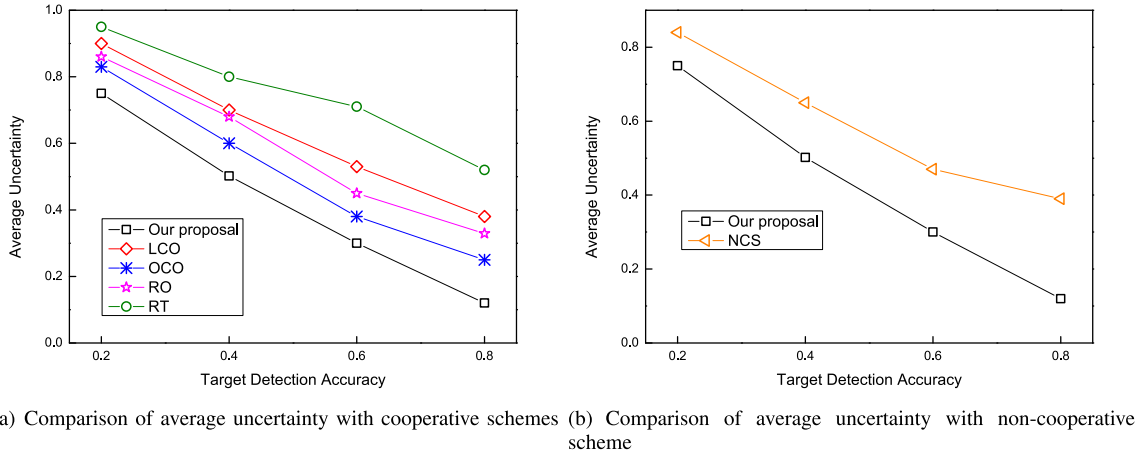 1.0
0.8
0.6
0.4
0.2
0.0
Average Uncertainty
Our proposal
LCO
OCO
RO
RT
0.2 0.4 0.6 0.8
Target Detection Accuracy
a) Comparison of average uncertainty with cooperative schemes
0.8
0.6
0.4
0.2
0.0
Average Uncertainty
Our proposal
NCS
0.2 0.4 0.6 0.8
Target Detection Accuracy
(b) Comparison of average uncertainty with non-cooperative
scheme